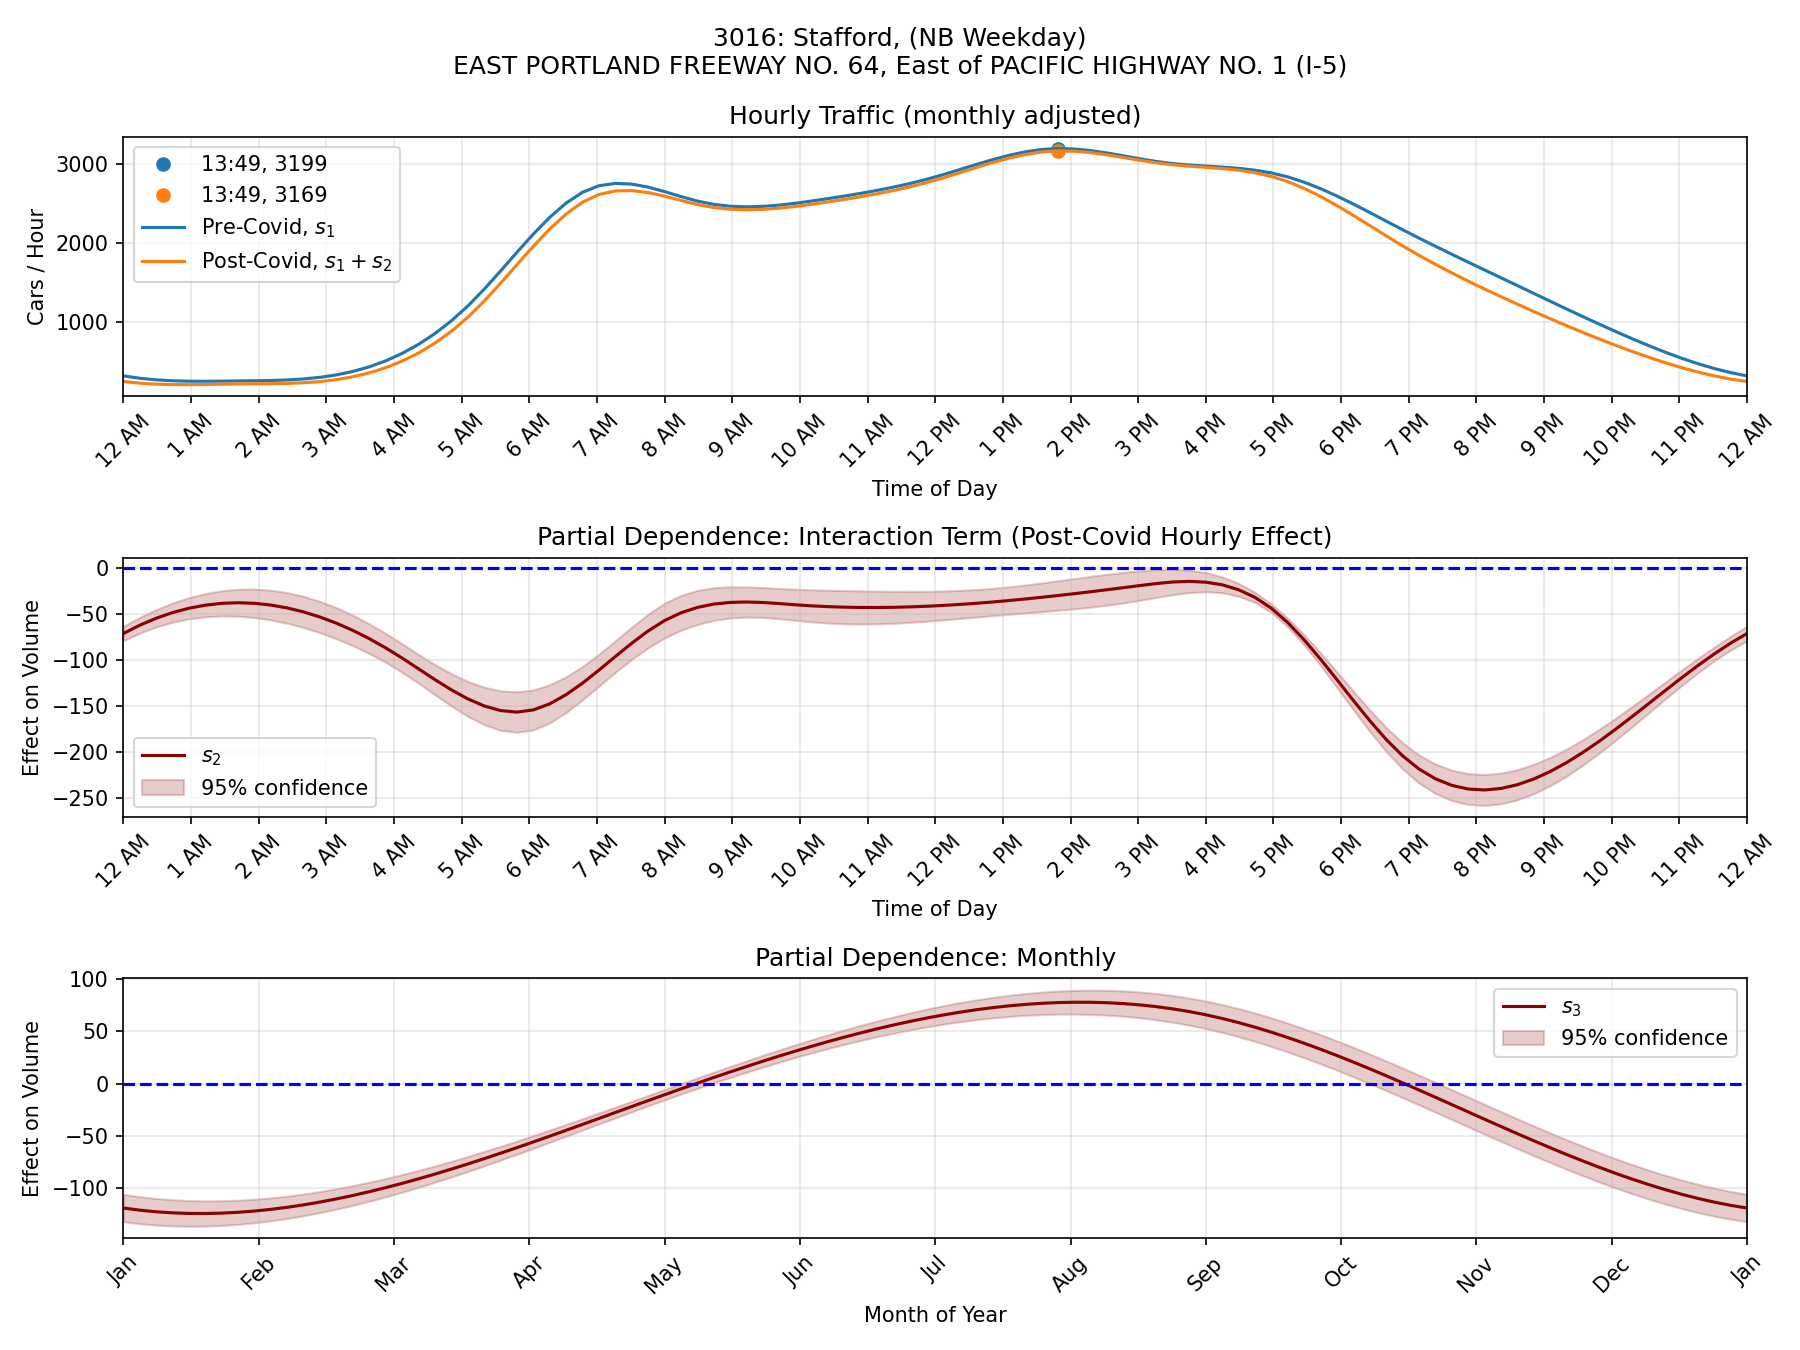 3016: Stafford, (NB Weekday)
EAST PORTLAND FREEWAY NO. 64, East of PACIFIC HIGHWAY NO. 1 (I-5)
Hourly Traffic (monthly adjusted)
Cars / Hour
3000
2000
1000
13:49, 3199
13:49, 3169
Pre-Covid, s₁
Post-Covid, s₁ + s₂
12 AM 1 AM 2 AM 3 AM 4 AM 5 AM 6 AM 7 AM 8 AM 9 AM 10 AM 11 AM 12 PM 1 PM 2 PM 3 PM 4 PM 5 PM 6 PM 7 PM 8 PM 9 PM 10 PM 11 PM 12 AM
Time of Day
Partial Dependence: Interaction Term (Post-Covid Hourly Effect)
Effect on Volume
0
−50
−100
−150
−200
−250
s₂
95% confidence
12 AM 1 AM 2 AM 3 AM 4 AM 5 AM 6 AM 7 AM 8 AM 9 AM 10 AM 11 AM 12 PM 1 PM 2 PM 3 PM 4 PM 5 PM 6 PM 7 PM 8 PM 9 PM 10 PM 11 PM 12 AM
Time of Day
Partial Dependence: Monthly
Effect on Volume
100
50
0
−50
−100
s₃
95% confidence
Jan Feb Mar Apr May Jun Jul Aug Sep Oct Nov Dec Jan
Month of Year